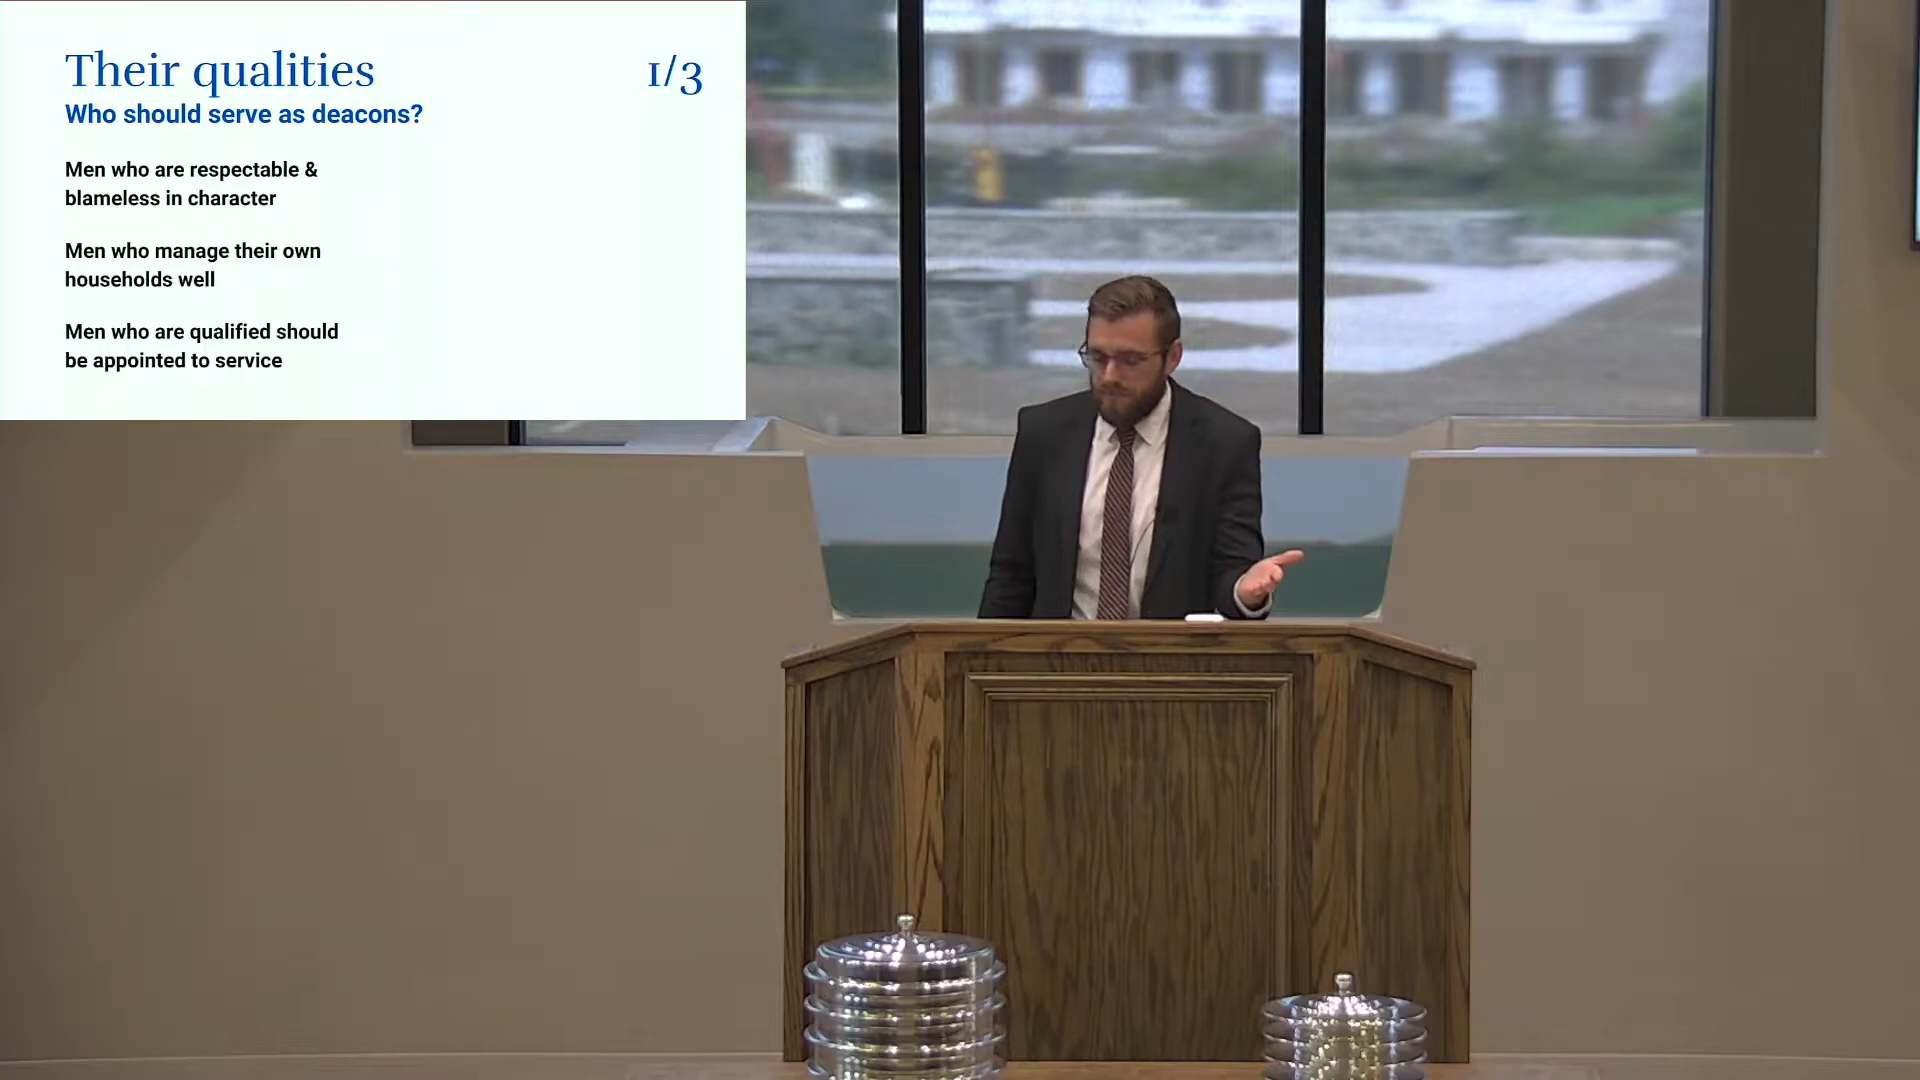 Their qualities
1/3
Who should serve as deacons?
Men who are respectable &
blameless in character
Men who manage their own
households well
Men who are qualified should
be appointed to service